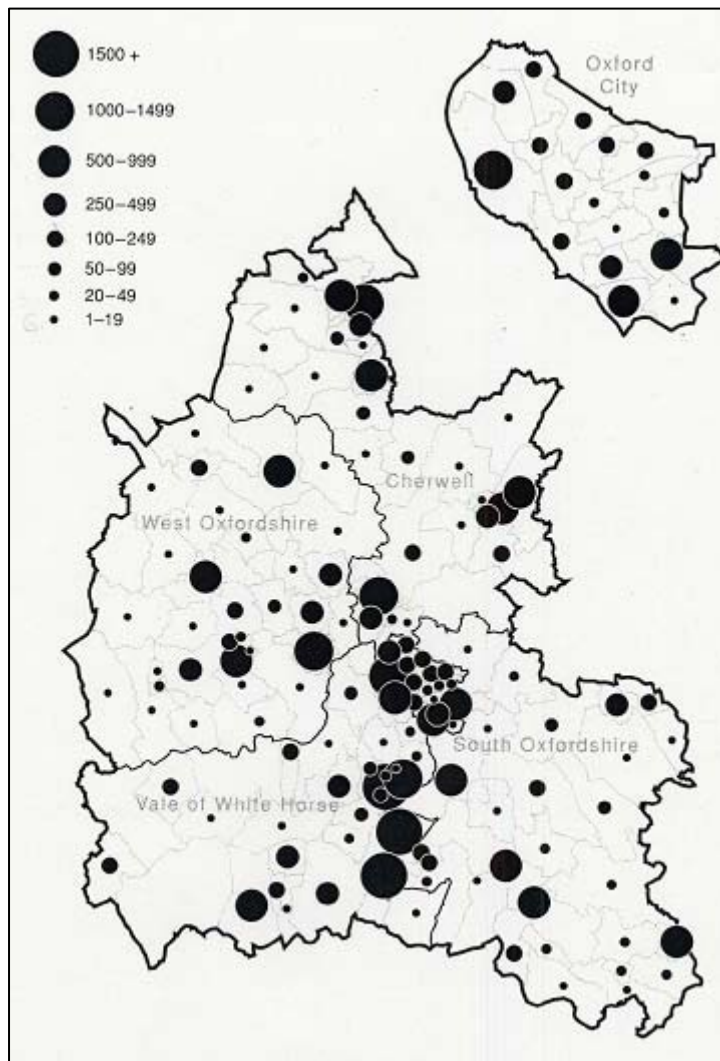 1500 +
1000–1499
500–999
250–499
100–249
50–99
20–49
1–19
Oxford
City
Cherwell
West Oxfordshire
South Oxfordshire
Vale of White Horse